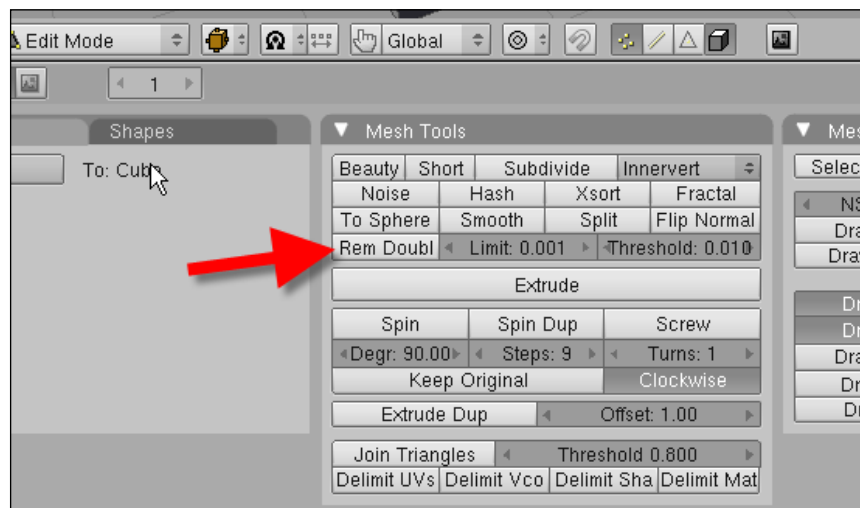 Edit Mode Global
1
Shapes Mesh Tools
To: Cube
Beauty Short Subdivide Innervert Selec
Noise Hash Xsort Fractal
To Sphere Smooth Split Flip Normal
Rem Doubl Limit: 0.001 Threshold: 0.010
Extrude
Spin Spin Dup Screw
Degr: 90.00 Steps: 9 Turns: 1
Keep Original Clockwise
Extrude Dup Offset: 1.00
Join Triangles Threshold 0.800
Delimit UVs Delimit Vco Delimit Sha Delimit Mat